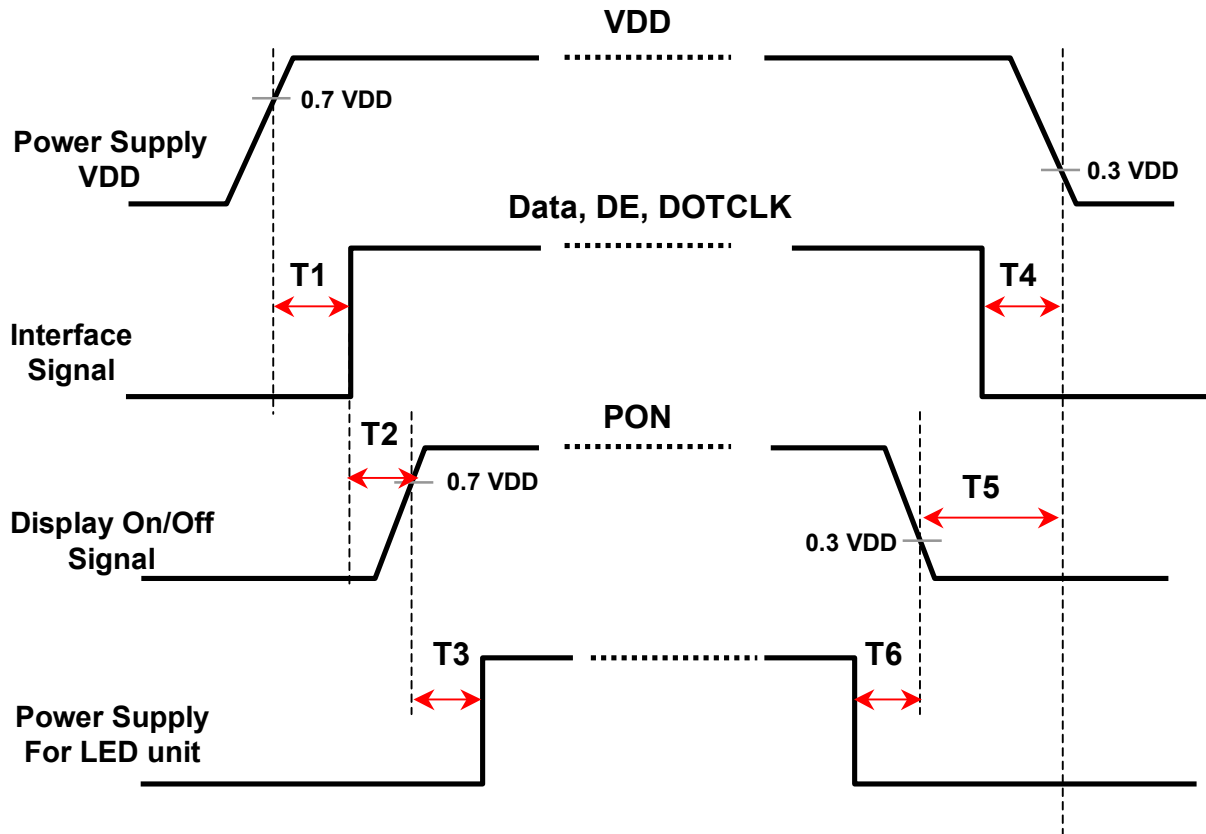 VDD
0.7 VDD
Power Supply
VDD
0.3 VDD
Data, DE, DOTCLK
T1
T4
Interface
Signal
PON
T2
0.7 VDD
T5
Display On/Off
Signal
0.3 VDD
T3
T6
Power Supply
For LED unit